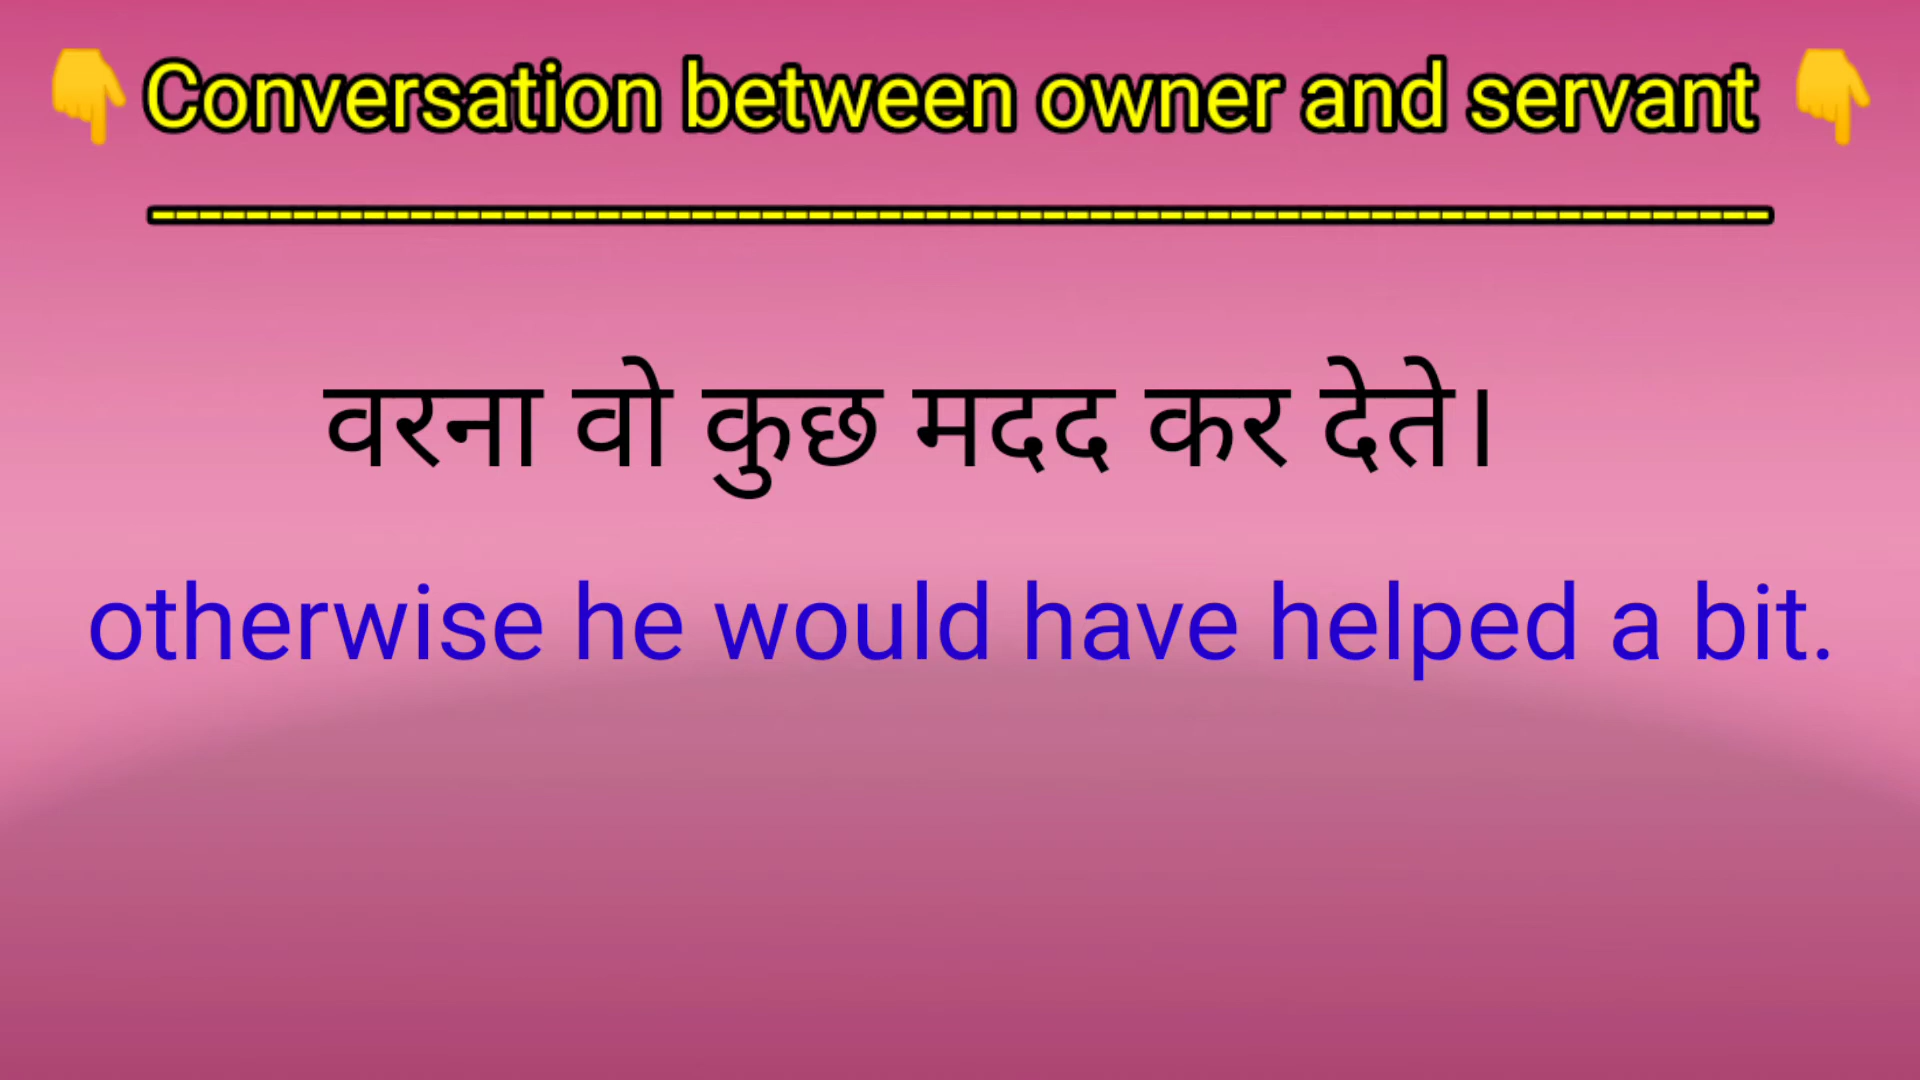 👇 Conversation between owner and servant 👇
वरना वो कुछ मदद कर देते।
otherwise he would have helped a bit.